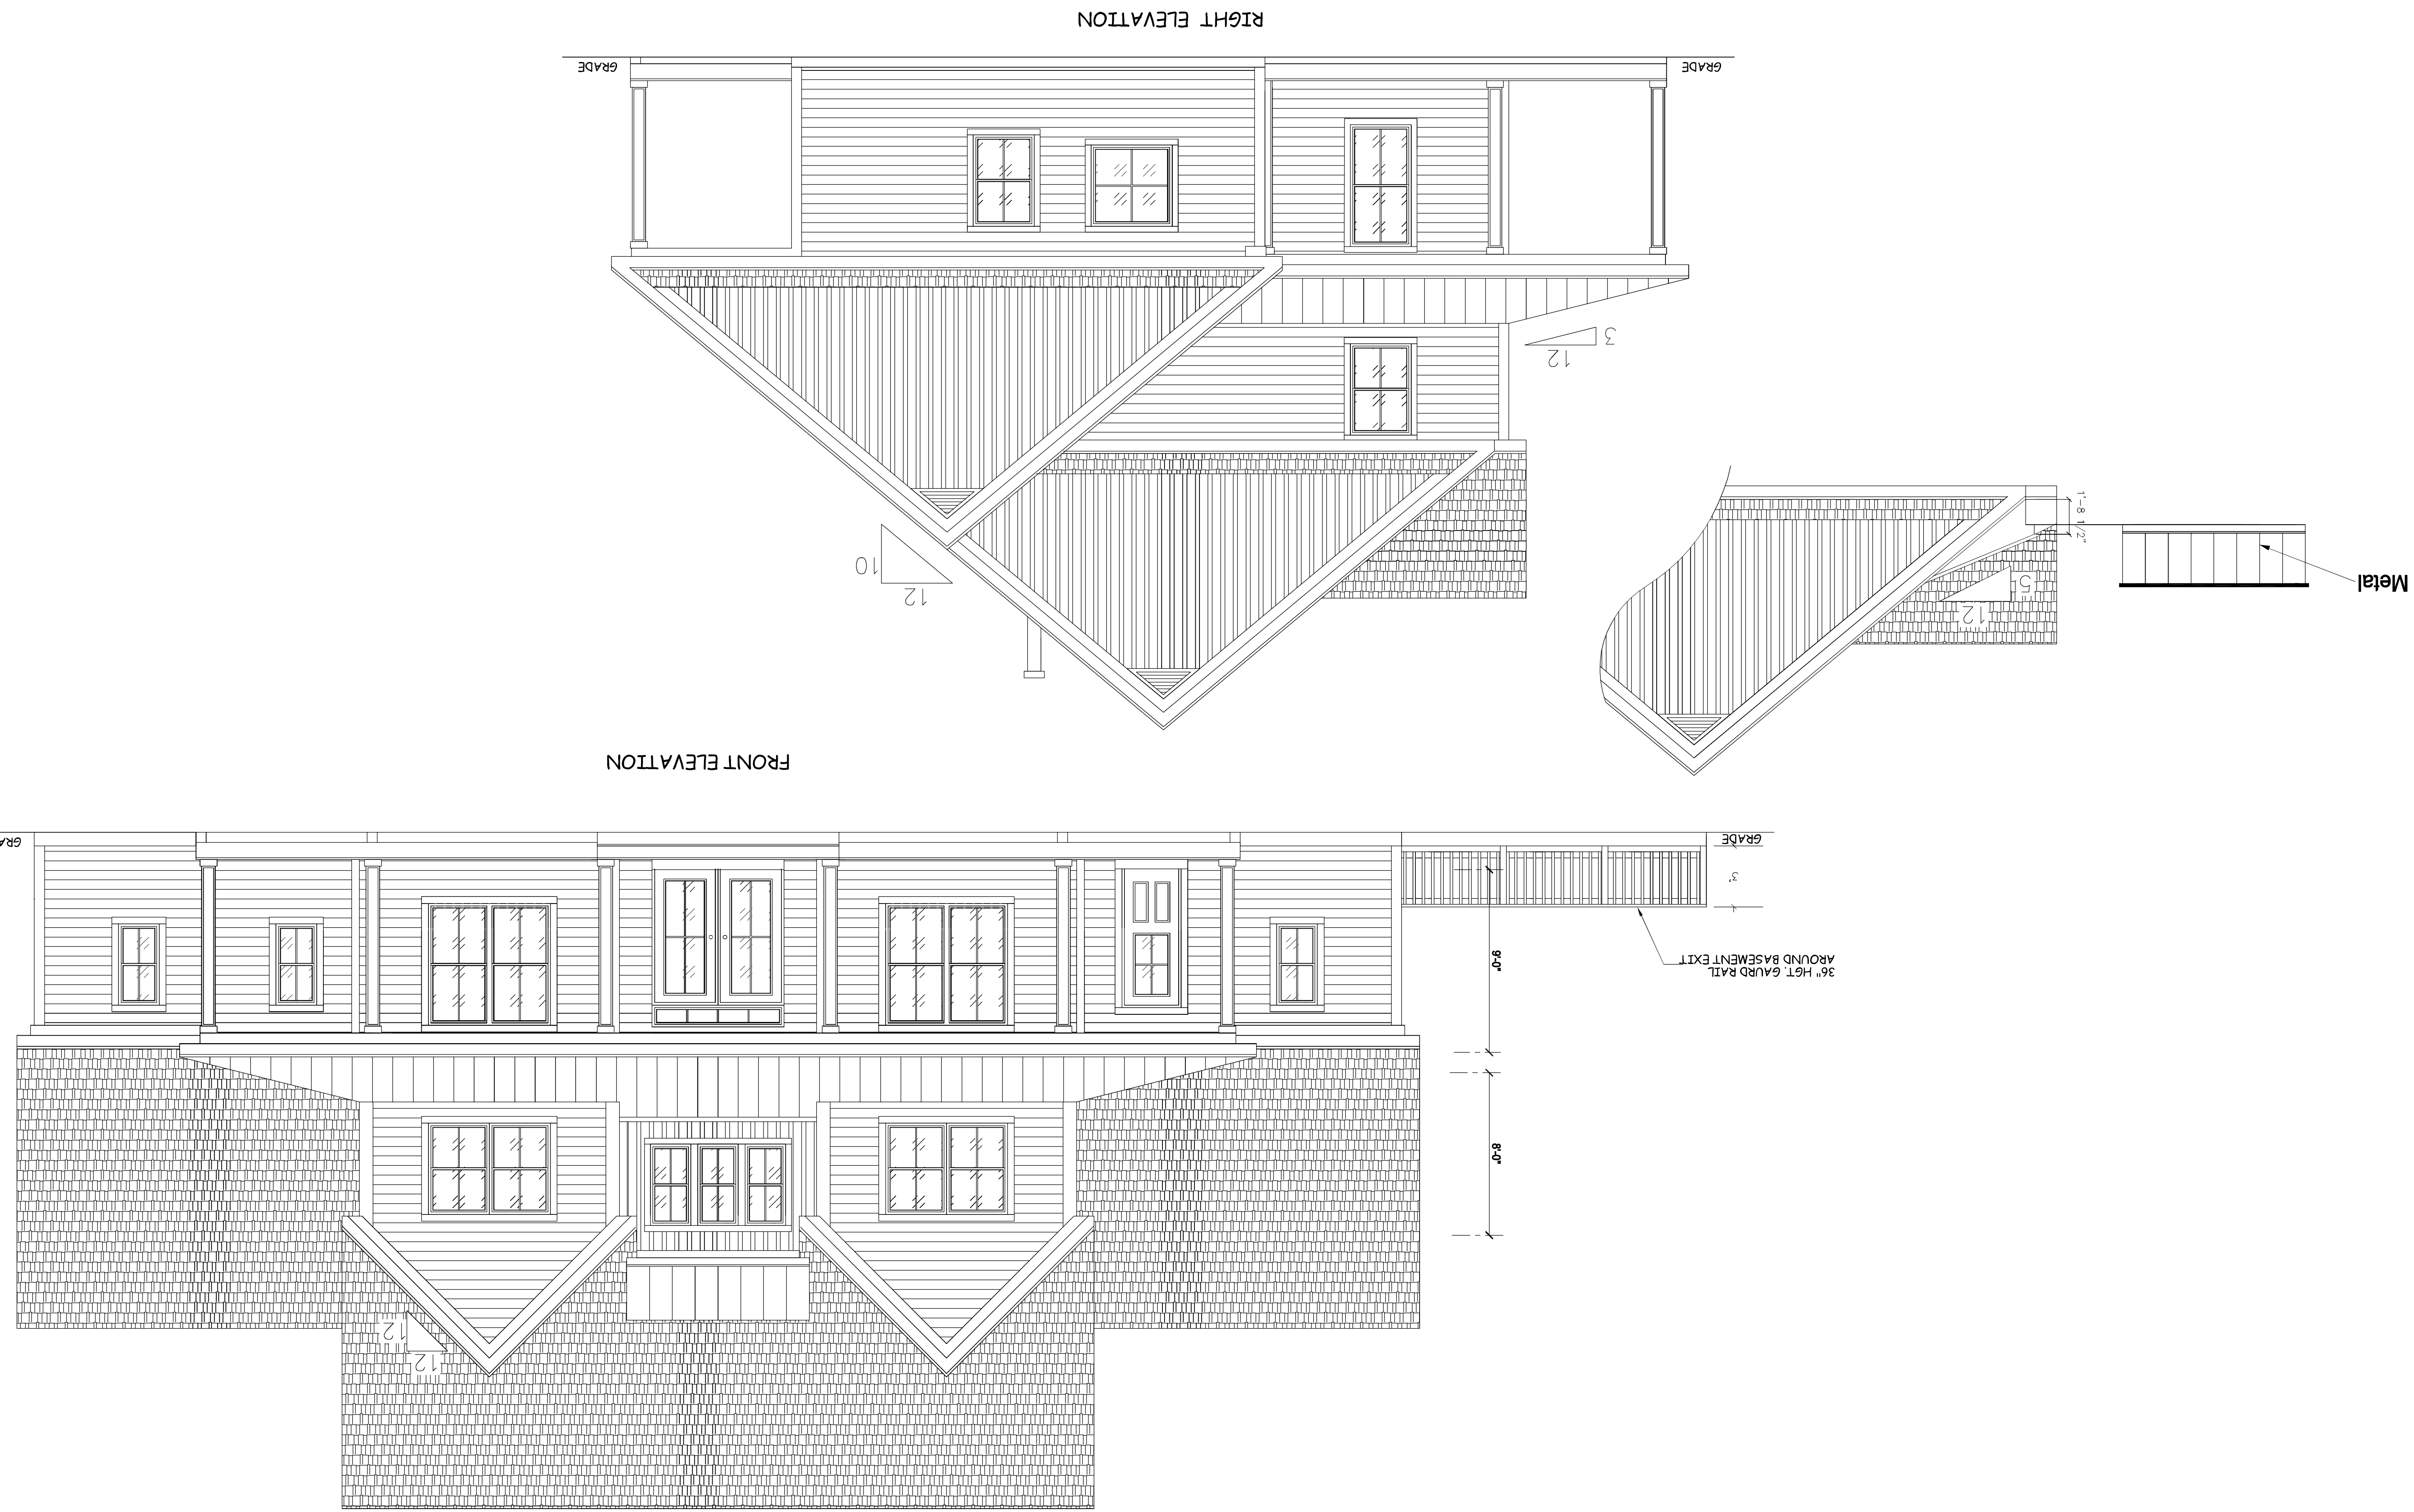 12
12
8'-0"
36" HGT. GAURD RAIL
AROUND BASEMENT EXIT
9'-0"
3'
GRADE
GRA
FRONT ELEVATION
12
5
Metal
1'-8 1/2"
12
10
12
3
GRADE
GRADE
RIGHT ELEVATION